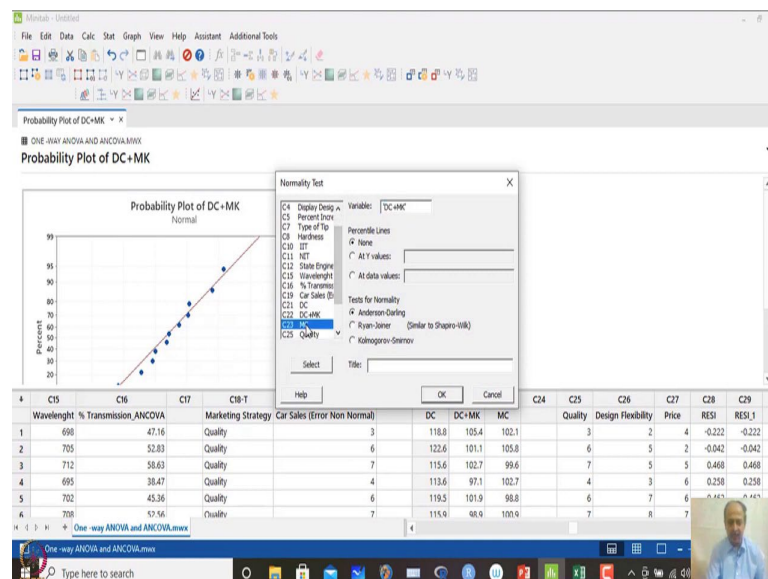 Minitab - Untitled
File Edit Data Calc Stat Graph View Help Assistant Additional Tools
Probability Plot of DC+MK
ONE -WAY ANOVA AND ANCOVA.MWX
Probability Plot of DC+MK
Probability Plot of DC+MK
Normal
Percent
99
95
90
80
70
60
50
40
30
20
Normality Test
C4 Display Desig
C5 Percent Incre
C7 Type of Tip
C8 Hardness
C10 IIT
C11 NIT
C12 State Engine
C15 Wavelenght
C16 % Transmiss
C19 Car Sales (Er
C21 DC
C22 DC+MK
C23 MC
C25 Quality
Variable: 'DC+MK'
Percentile Lines
None
At Y values:
At data values:
Tests for Normality
Anderson-Darling
Ryan-Joiner (Similar to Shapiro-Wilk)
Kolmogorov-Smirnov
Select
Title:
Help
OK
Cancel
C15 C16 C17 C18-T C24 C25 C26 C27 C28 C29
Wavelenght % Transmission_ANCOVA Marketing Strategy Car Sales (Error Non Normal) DC DC+MK MC Quality Design Flexibility Price RESI RESI_1
1 698 47.16 Quality 3 118.8 105.4 102.1 3 2 4 -0.222 -0.222
2 705 52.83 Quality 6 122.6 101.1 105.8 6 5 2 -0.042 -0.042
3 712 58.63 Quality 7 115.6 102.7 99.6 7 5 5 0.468 0.468
4 695 38.47 Quality 4 113.6 97.1 102.7 4 3 6 0.258 0.258
5 702 45.36 Quality 6 119.5 101.9 98.8 6 7 6
6 708 52.56 Quality 7 115.9 98.9 100.9 7 8 7
One -way ANOVA and ANCOVA.mwx
One -way ANOVA and ANCOVA.mwx
Type here to search